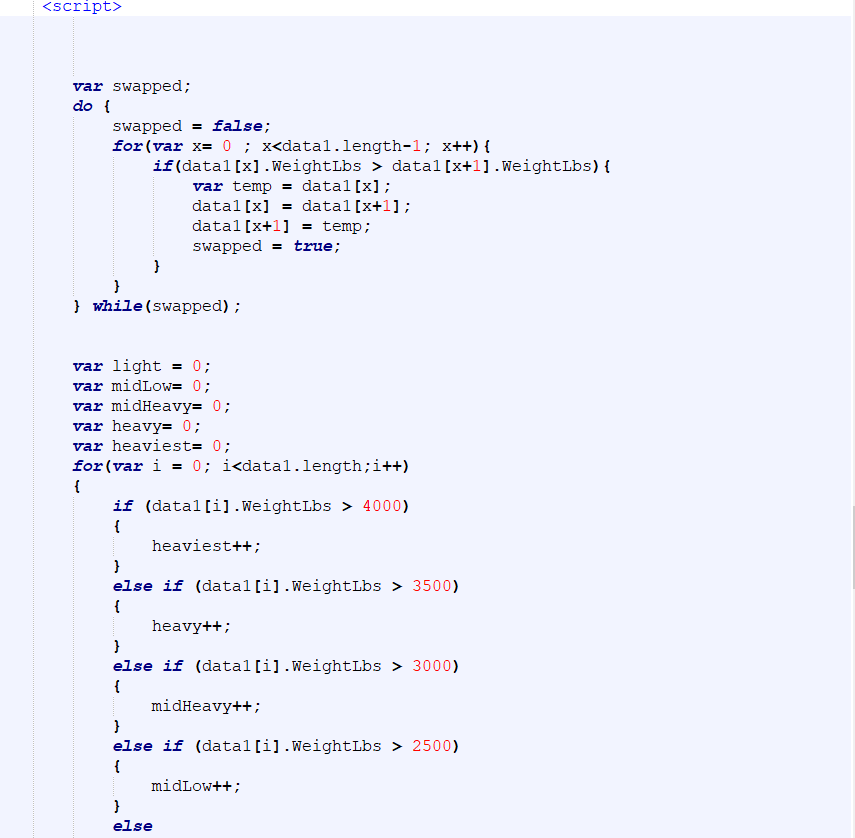 <script>
var swapped;
do {
swapped = false;
for(var x= 0 ; x<data1.length-1; x++){
if(data1[x].WeightLbs > data1[x+1].WeightLbs){
var temp = data1[x];
data1[x] = data1[x+1];
data1[x+1] = temp;
swapped = true;
}
}
} while(swapped);
var light = 0;
var midLow= 0;
var midHeavy= 0;
var heavy= 0;
var heaviest= 0;
for(var i = 0; i<data1.length;i++)
{
if (data1[i].WeightLbs > 4000)
{
heaviest++;
}
else if (data1[i].WeightLbs > 3500)
{
heavy++;
}
else if (data1[i].WeightLbs > 3000)
{
midHeavy++;
}
else if (data1[i].WeightLbs > 2500)
{
midLow++;
}
else